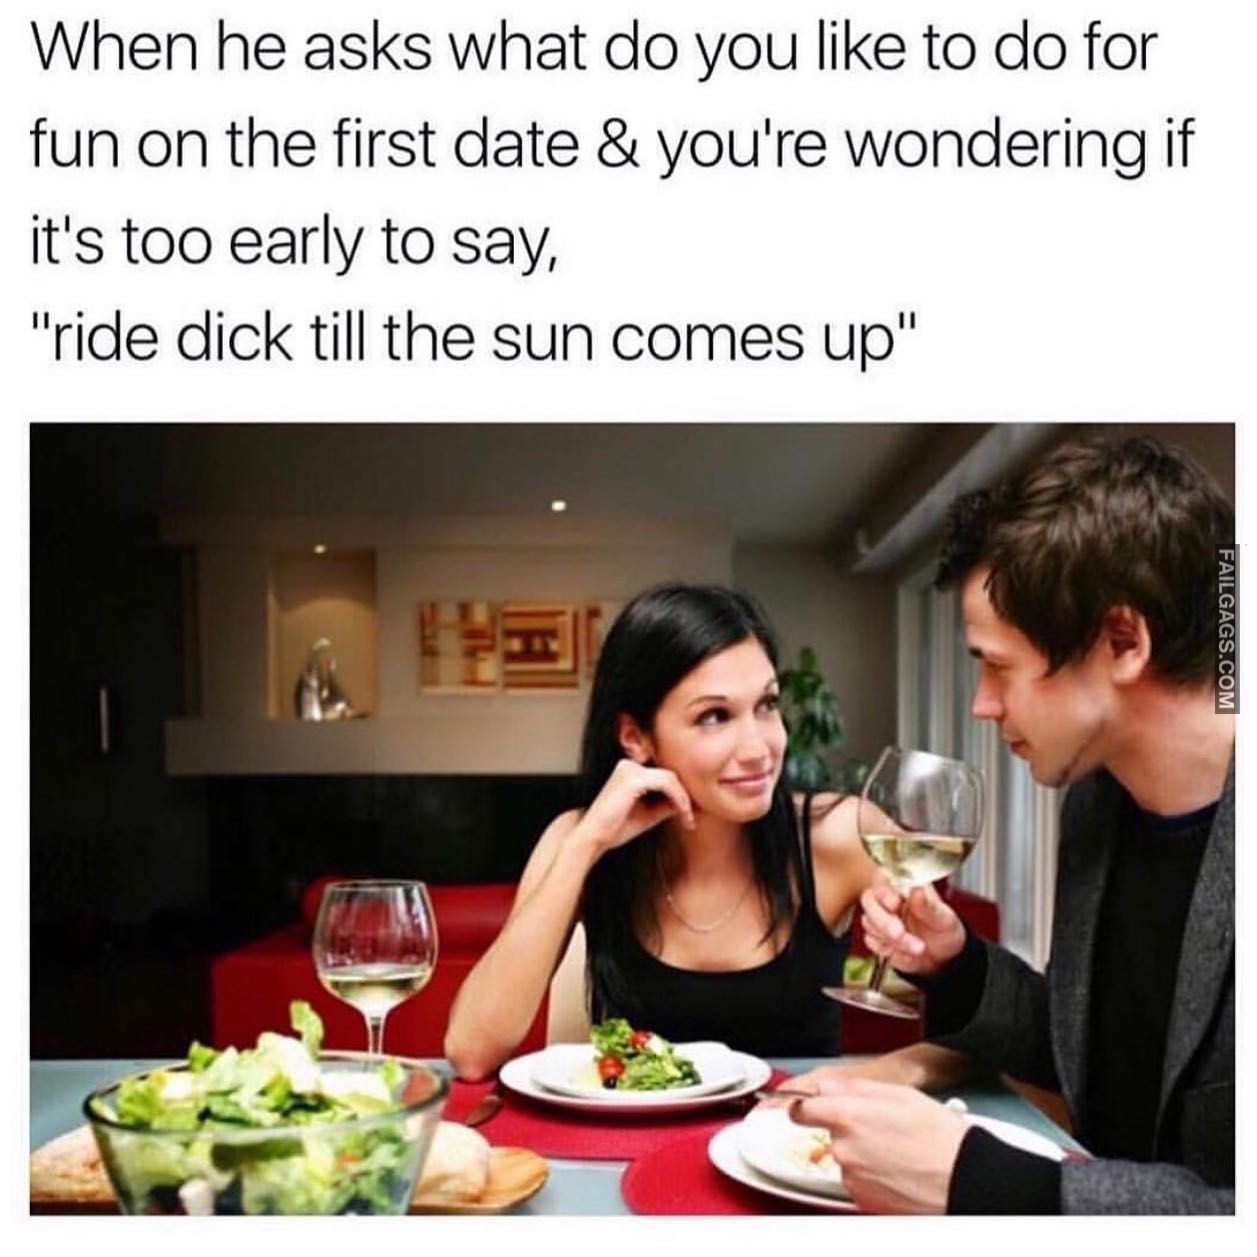 When he asks what do you like to do for
fun on the first date & you're wondering if
it's too early to say,
"ride dick till the sun comes up"
FAILGAGS.COM